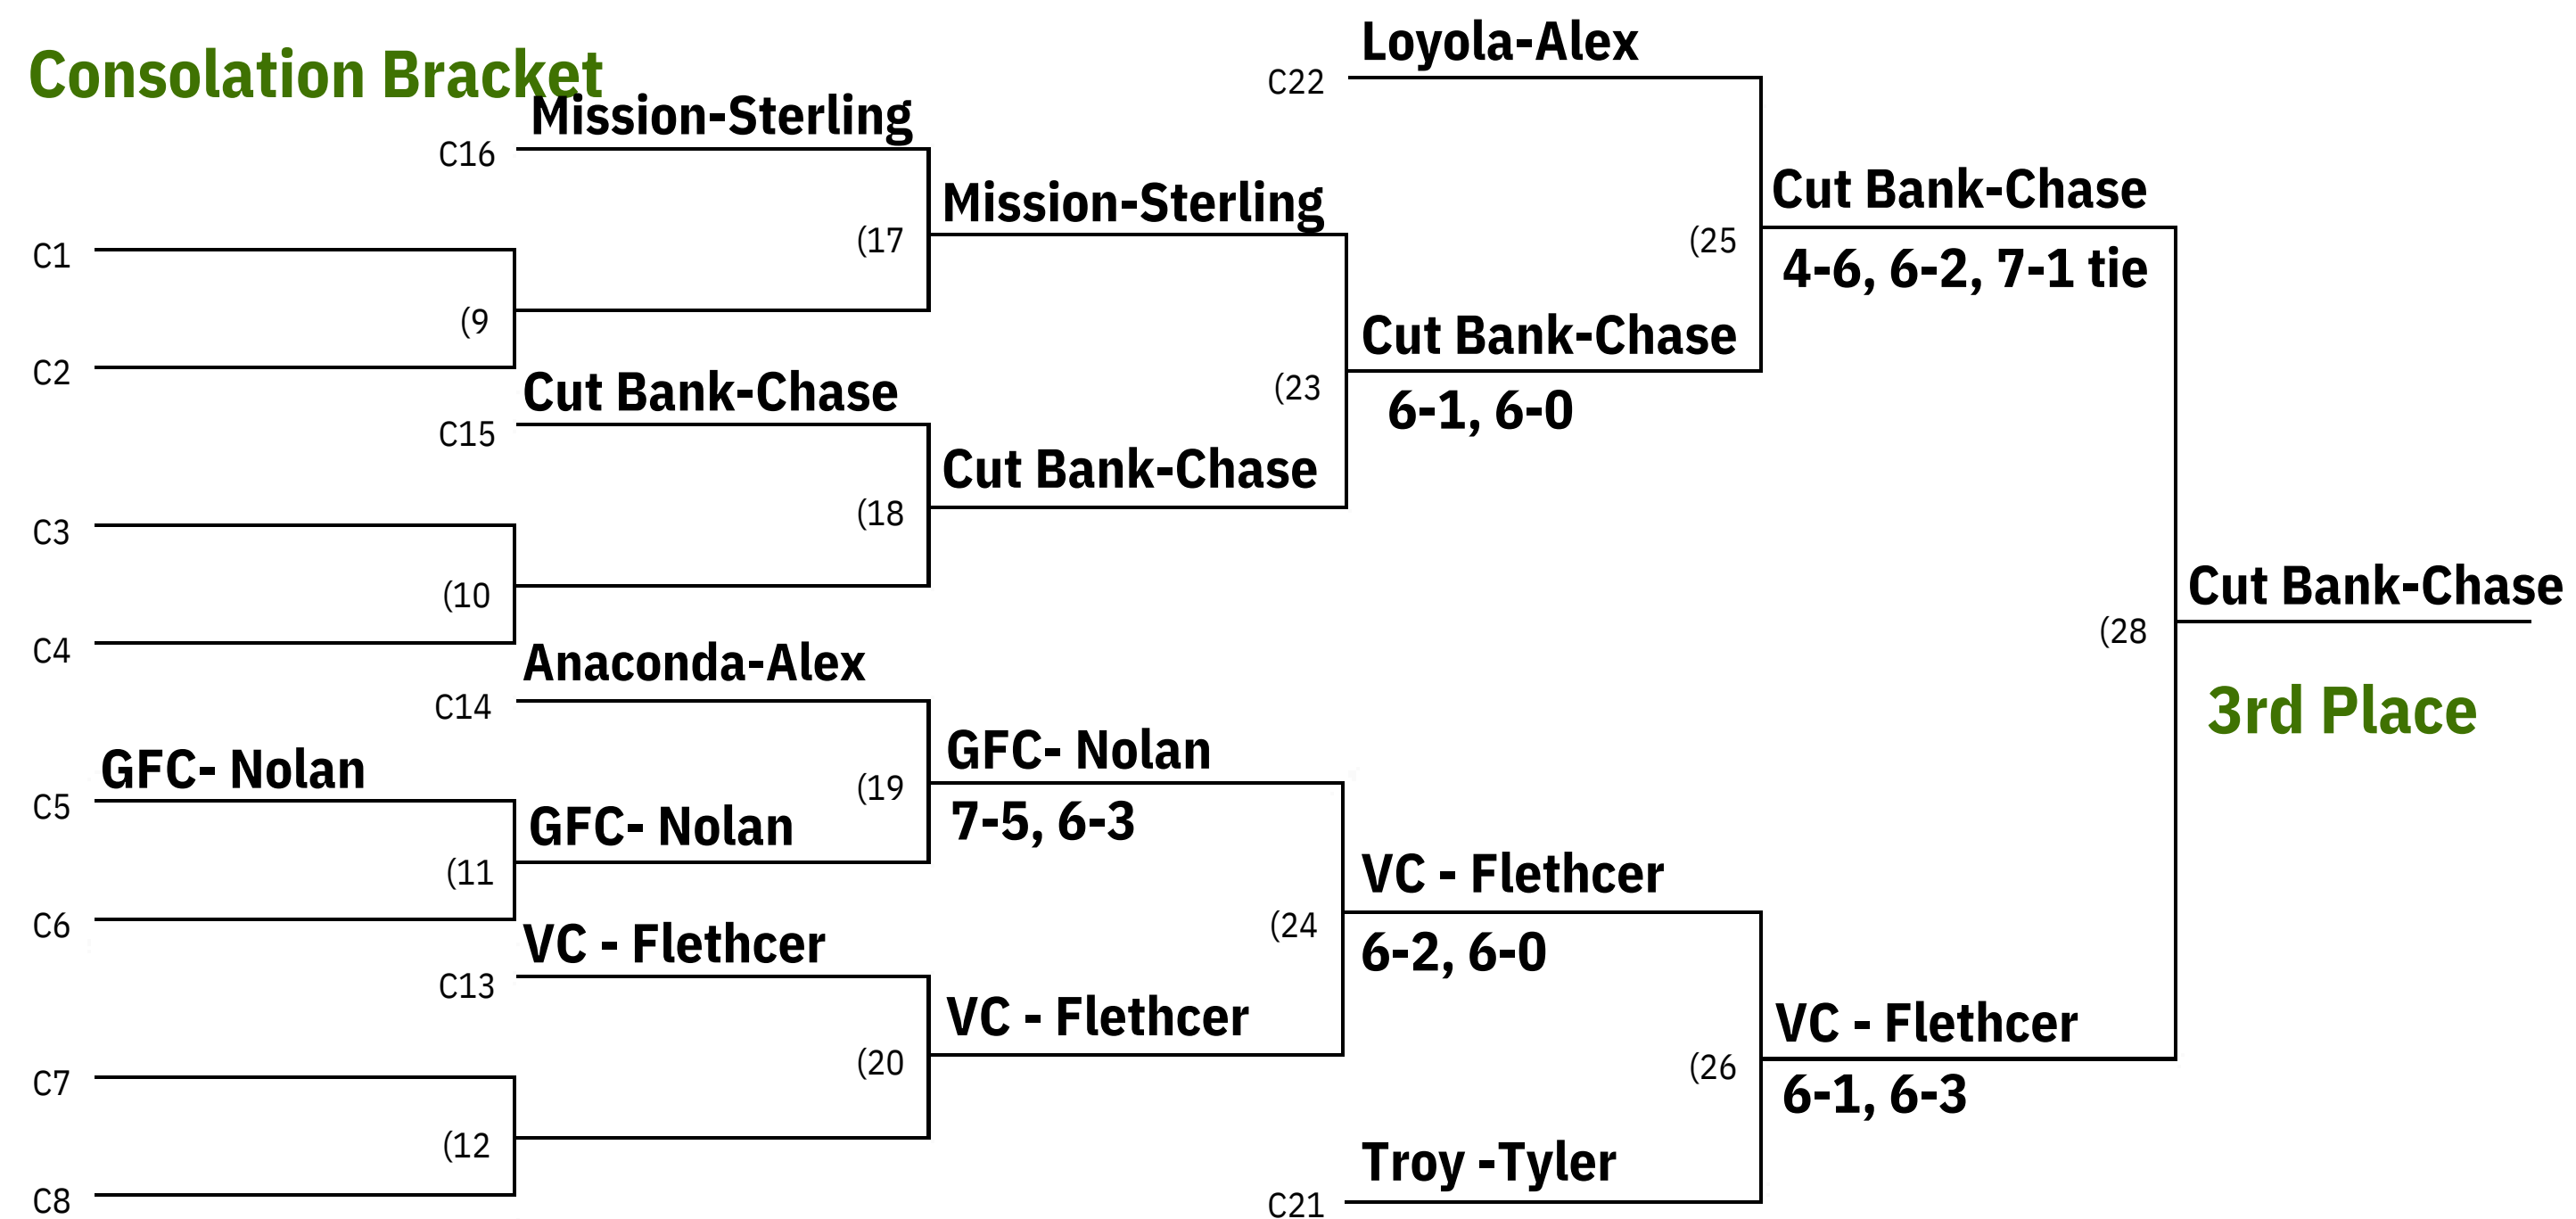 Consolation Bracket
Loyola-Alex
C22
Mission-Sterling
C16
Mission-Sterling
Cut Bank-Chase
(17
(25
C1
4-6, 6-2, 7-1 tie
(9
Cut Bank-Chase
C2
(23
Cut Bank-Chase
6-1, 6-0
C15
Cut Bank-Chase
C3
(18
(10
Cut Bank-Chase
C4
(28
Anaconda-Alex
C14
3rd Place
GFC- Nolan
GFC- Nolan
C5
(19
GFC- Nolan
7-5, 6-3
(11
VC - Flethcer
C6
(24
VC - Flethcer
6-2, 6-0
C13
VC - Flethcer
VC - Flethcer
C7
(20
(26
6-1, 6-3
(12
Troy -Tyler
C8
C21